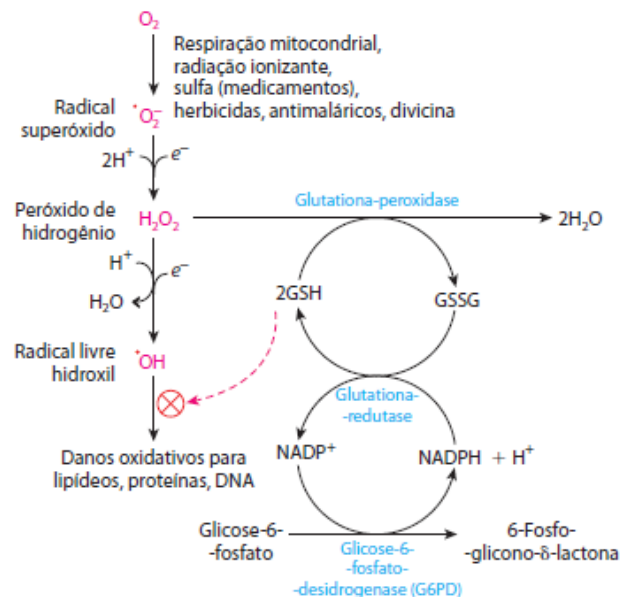 O₂
Respiração mitocondrial,
radiação ionizante,
sulfa (medicamentos),
herbicidas, antimaláricos, divicina
Radical
superóxido
•O₂⁻
2H⁺
e⁻
Peróxido de
hidrogênio
H₂O₂
Glutationa-peroxidase
2H₂O
H⁺
e⁻
H₂O
2GSH
GSSG
Radical livre
hidroxil
•OH
Glutationa-
-redutase
Danos oxidativos para
lipídeos, proteínas, DNA
NADP⁺
NADPH + H⁺
Glicose-6-
-fosfato
Glicose-6-
-fosfato-
-desidrogenase (G6PD)
6-Fosfo-
-glicono-δ-lactona